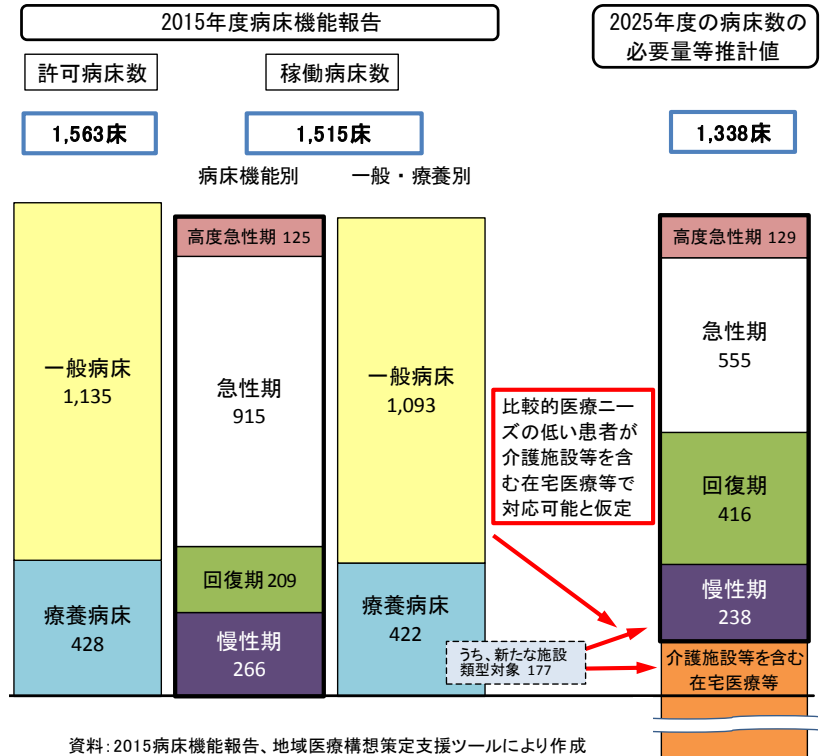 2015年度病床機能報告
2025年度の病床数の
必要量等推計値
許可病床数
稼働病床数
1,563床
1,515床
1,338床
病床機能別
一般・療養別
一般病床
1,135
療養病床
428
高度急性期 125
急性期
915
回復期 209
慢性期
266
一般病床
1,093
療養病床
422
比較的医療ニー
ズの低い患者が
介護施設等を含
む在宅医療等で
対応可能と仮定
うち、新たな施設
類型対象 177
高度急性期 129
急性期
555
回復期
416
慢性期
238
介護施設等を含む
在宅医療等
資料：2015病床機能報告、地域医療構想策定支援ツールにより作成